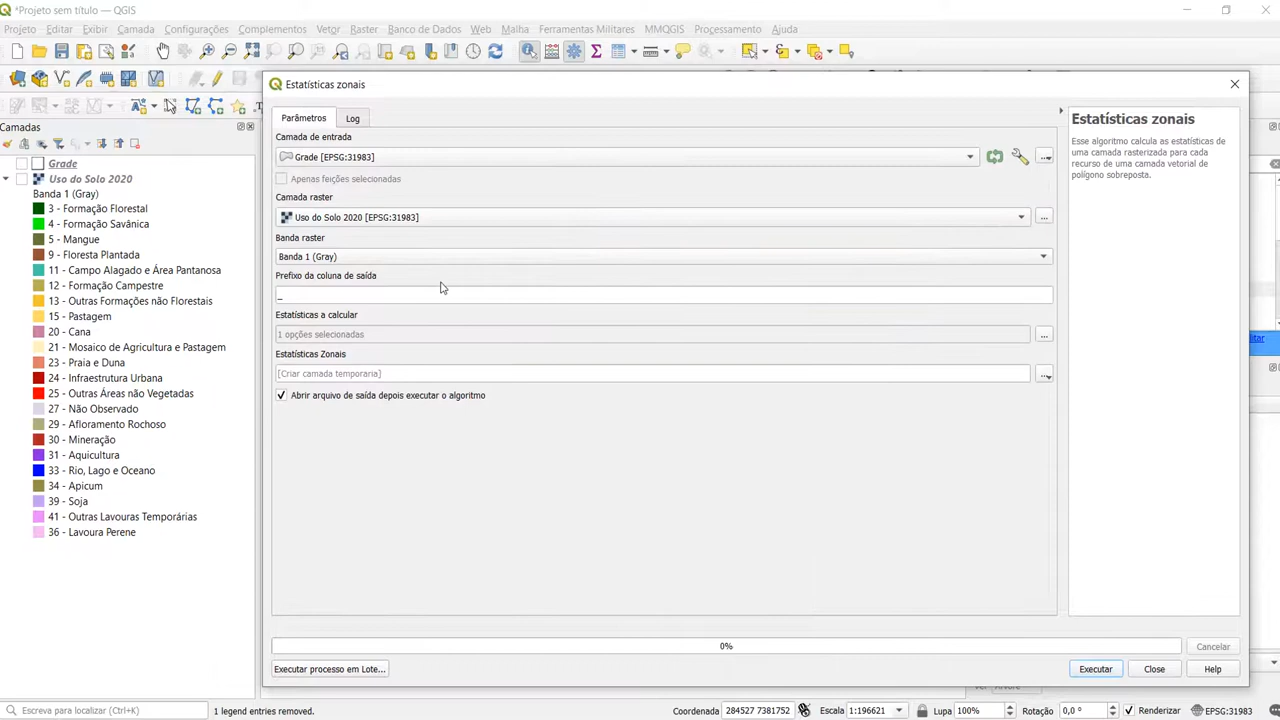 *Projeto sem título — QGIS
Projeto Editar Exibir Camada Configurações Complementos Vetor Raster Banco de Dados Web Malha Ferramentas Militares MMQGIS Processamento Ajuda
Estatísticas zonais
Parâmetros Log
Camada de entrada
Grade [EPSG:31983]
Apenas feições selecionadas
Camada raster
Uso do Solo 2020 [EPSG:31983]
Banda raster
Banda 1 (Gray)
Prefixo da coluna de saída
_
Estatísticas a calcular
1 opções selecionadas
Estatísticas Zonais
[Criar camada temporaria]
Abrir arquivo de saída depois executar o algoritmo
Estatísticas zonais
Esse algoritmo calcula as estatísticas de
uma camada rasterizada para cada
recurso de uma camada vetorial de
polígono sobreposta.
0%
Cancelar
Executar processo em Lote...
Executar
Close
Help
Camadas
Grade
Uso do Solo 2020
Banda 1 (Gray)
3 - Formação Florestal
4 - Formação Savânica
5 - Mangue
9 - Floresta Plantada
11 - Campo Alagado e Área Pantanosa
12 - Formação Campestre
13 - Outras Formações não Florestais
15 - Pastagem
20 - Cana
21 - Mosaico de Agricultura e Pastagem
23 - Praia e Duna
24 - Infraestrutura Urbana
25 - Outras Áreas não Vegetadas
27 - Não Observado
29 - Afloramento Rochoso
30 - Mineração
31 - Aquicultura
33 - Rio, Lago e Oceano
34 - Apicum
39 - Soja
41 - Outras Lavouras Temporárias
36 - Lavoura Perene
Escreva para localizar (Ctrl+K)
1 legend entries removed.
Coordenada 284527 7381752
Escala 1:196621
Lupa 100%
Rotação 0,0 °
Renderizar
EPSG:31983